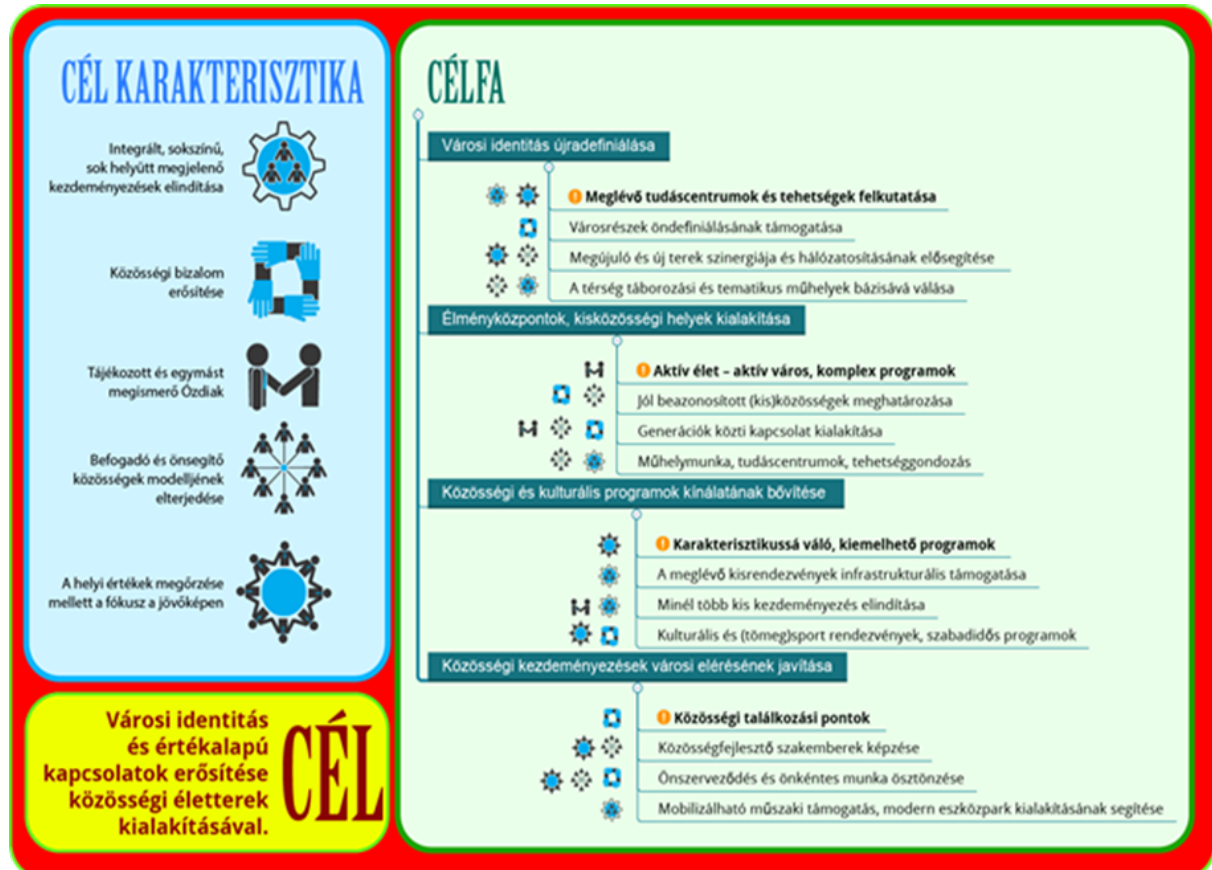 CÉL KARAKTERISZTIKA
Integrált, sokszínű,
sok helyütt megjelenő
kezdeményezések elindítása
Közösségi bizalom
erősítése
Tájékozott és egymást
megismerő Ózdiak
Befogadó és önsegítő
közösségek modelljének
elterjedése
A helyi értékek megőrzése
mellett a fókusz a jövőképen
Városi identitás
és értékalapú
kapcsolatok erősítése
közösségi életterek
kialakításával.
CÉL
CÉLFA
Városi identitás újradefiniálása
Meglévő tudáscentrumok és tehetségek felkutatása
Városrészek öndefiniálásának támogatása
Megújuló és új terek szinergiája és hálózatosításának elősegítése
A térség táborozási és tematikus műhelyek bázisává válása
Élményközpontok, kisközösségi helyek kialakítása
Aktív élet – aktív város, komplex programok
Jól beazonosított (kis)közösségek meghatározása
Generációk közti kapcsolat kialakítása
Műhelymunka, tudáscentrumok, tehetséggondozás
Közösségi és kulturális programok kínálatának bővítése
Karakterisztikussá váló, kiemelhető programok
A meglévő kisrendezvények infrastrukturális támogatása
Minél több kis kezdeményezés elindítása
Kulturális és (tömeg)sport rendezvények, szabadidős programok
Közösségi kezdeményezések városi elérésének javítása
Közösségi találkozási pontok
Közösségfejlesztő szakemberek képzése
Önszerveződés és önkéntes munka ösztönzése
Mobilizálható műszaki támogatás, modern eszközpark kialakításának segítése